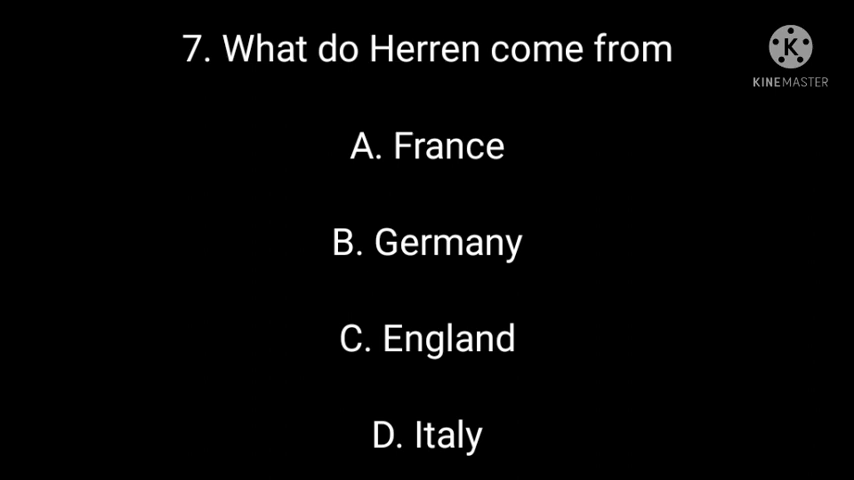 7. What do Herren come from
K
KINEMASTER
A. France
B. Germany
C. England
D. Italy